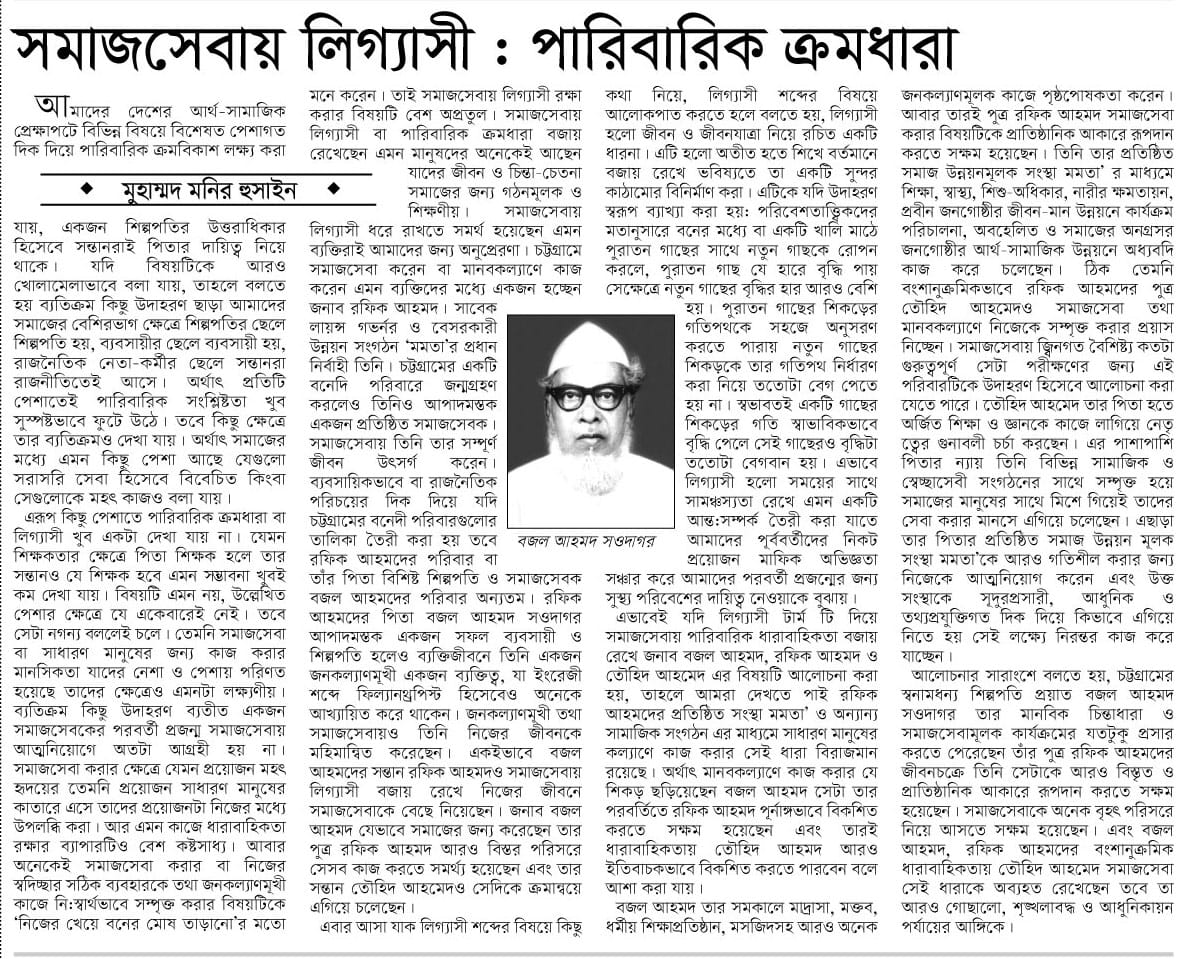 সমাজসেবায় লিগ্যাসী : পারিবারিক ক্রমধারা
আমাদের দেশের আর্থ-সামাজিক
প্রেক্ষাপটে বিভিন্ন বিষয়ে বিশেষত পেশাগত
দিক দিয়ে পারিবারিক ক্রমবিকাশ লক্ষ্য করা
◆ মুহাম্মদ মনির হুসাইন ◆
যায়, একজন শিল্পপতির উত্তরাধিকার
হিসেবে সন্তানরাই পিতার দায়িত্ব নিয়ে
থাকে। যদি বিষয়টিকে আরও
খোলামেলাভাবে বলা যায়, তাহলে বলতে
হয় ব্যতিক্রম কিছু উদাহরণ ছাড়া আমাদের
সমাজের বেশিরভাগ ক্ষেত্রে শিল্পপতির ছেলে
শিল্পপতি হয়, ব্যবসায়ীর ছেলে ব্যবসায়ী হয়,
রাজনৈতিক নেতা-কর্মীর ছেলে সন্তানরা
রাজনীতিতেই আসে। অর্থাৎ প্রতিটি
পেশাতেই পারিবারিক সংশ্লিষ্টতা খুব
সুস্পষ্টভাবে ফুটে উঠে। তবে কিছু ক্ষেত্রে
তার ব্যতিক্রমও দেখা যায়। অর্থাৎ সমাজের
মধ্যে এমন কিছু পেশা আছে যেগুলো
সরাসরি সেবা হিসেবে বিবেচিত কিংবা
সেগুলোকে মহৎ কাজও বলা যায়।
এরূপ কিছু পেশাতে পারিবারিক ক্রমধারা বা
লিগ্যাসী খুব একটা দেখা যায় না। যেমন
শিক্ষকতার ক্ষেত্রে পিতা শিক্ষক হলে তার
সন্তানও যে শিক্ষক হবে এমন সম্ভাবনা খুবই
কম দেখা যায়। বিষয়টি এমন নয়, উল্লেখিত
পেশার ক্ষেত্রে যে একেবারেই নেই। তবে
সেটা নগন্য বললেই চলে। তেমনি সমাজসেবা
বা সাধারণ মানুষের জন্য কাজ করার
মানসিকতা যাদের নেশা ও পেশায় পরিণত
হয়েছে তাদের ক্ষেত্রেও এমনটা লক্ষ্যণীয়।
ব্যতিক্রম কিছু উদাহরণ ব্যতীত একজন
সমাজসেবকের পরবর্তী প্রজন্ম সমাজসেবায়
আত্মনিয়োগে অতটা আগ্রহী হয় না।
সমাজসেবা করার ক্ষেত্রে যেমন প্রয়োজন মহৎ
হৃদয়ের তেমনি প্রয়োজন সাধারণ মানুষের
কাতারে এসে তাদের প্রয়োজনটা নিজের মধ্যে
উপলব্ধি করা। আর এমন কাজে ধারাবাহিকতা
রক্ষার ব্যাপারটিও বেশ কষ্টসাধ্য। আবার
অনেকেই সমাজসেবা করার বা নিজের
স্বদিচ্ছার সঠিক ব্যবহারকে তথা জনকল্যাণমুখী
কাজে নি:স্বার্থভাবে সম্পৃক্ত করার বিষয়টিকে
‘নিজের খেয়ে বনের মোষ তাড়ানো’র মতো
মনে করেন। তাই সমাজসেবায় লিগ্যাসী রক্ষা
করার বিষয়টি বেশ অপ্রতুল। সমাজসেবায়
লিগ্যাসী বা পারিবারিক ক্রমধারা বজায়
রেখেছেন এমন মানুষদের অনেকেই আছেন
যাদের জীবন ও চিন্তা-চেতনা
সমাজের জন্য গঠনমূলক ও
শিক্ষণীয়। সমাজসেবায়
লিগ্যাসী ধরে রাখতে সমর্থ হয়েছেন এমন
ব্যক্তিরাই আমাদের জন্য অনুপ্রেরণা। চট্টগ্রামে
সমাজসেবা করেন বা মানবকল্যাণে কাজ
করেন এমন ব্যক্তিদের মধ্যে একজন হচ্ছেন
জনাব রফিক আহমদ। সাবেক
লায়ন্স গভর্নর ও বেসরকারী
উন্নয়ন সংগঠন ‘মমতা’র প্রধান
নির্বাহী তিনি। চট্টগ্রামের একটি
বনেদি পরিবারে জন্মগ্রহণ
করলেও তিনিও আপাদমস্তক
একজন প্রতিষ্ঠিত সমাজসেবক।
সমাজসেবায় তিনি তার সম্পূর্ণ
জীবন উৎসর্গ করেন।
ব্যবসায়িকভাবে বা রাজনৈতিক
পরিচয়ের দিক দিয়ে যদি
চট্টগ্রামের বনেদী পরিবারগুলোর
তালিকা তৈরী করা হয় তবে
রফিক আহমদের পরিবার বা
তাঁর পিতা বিশিষ্ট শিল্পপতি ও সমাজসেবক
বজল আহমদের পরিবার অন্যতম। রফিক
আহমদের পিতা বজল আহমদ সওদাগর
আপাদমস্তক একজন সফল ব্যবসায়ী ও
শিল্পপতি হলেও ব্যক্তিজীবনে তিনি একজন
জনকল্যাণমূখী একজন ব্যক্তিত্ব, যা ইংরেজী
শব্দে ফিল্যানথ্রপিস্ট হিসেবেও অনেকে
আখ্যায়িত করে থাকেন। জনকল্যাণমূখী তথা
সমাজসেবায়ও তিনি নিজের জীবনকে
মহিমান্বিত করেছেন। একইভাবে বজল
আহমদের সন্তান রফিক আহমদও সমাজসেবায়
লিগ্যাসী বজায় রেখে নিজের জীবনে
সমাজসেবাকে বেছে নিয়েছেন। জনাব বজল
আহমদ যেভাবে সমাজের জন্য করেছেন তার
পুত্র রফিক আহমদ আরও বিস্তর পরিসরে
সেসব কাজ করতে সমর্থ্য হয়েছেন এবং তার
সন্তান তৌহিদ আহমেদও সেদিকে ক্রমান্বয়ে
এগিয়ে চলেছেন।
এবার আসা যাক লিগ্যাসী শব্দের বিষয়ে কিছু
কথা নিয়ে, লিগ্যাসী শব্দের বিষয়ে
আলোকপাত করতে হলে বলতে হয়, লিগ্যাসী
হলো জীবন ও জীবনযাত্রা নিয়ে রচিত একটি
ধারনা। এটি হলো অতীত হতে শিখে বর্তমানে
বজায় রেখে ভবিষ্যতে তা একটি সুন্দর
কাঠামোর বিনির্মাণ করা। এটিকে যদি উদাহরণ
স্বরূপ ব্যাখ্যা করা হয়: পরিবেশতাত্ত্বিকদের
মতানুসারে বনের মধ্যে বা একটি খালি মাঠে
পুরাতন গাছের সাথে নতুন গাছকে রোপন
করলে, পুরাতন গাছ যে হারে বৃদ্ধি পায়
সেক্ষেত্রে নতুন গাছের বৃদ্ধির হার আরও বেশি
হয়। পুরাতন গাছের শিকড়ের
গতিপথকে সহজে অনুসরণ
করতে পারায় নতুন গাছের
শিকড়কে তার গতিপথ নির্ধারণ
করা নিয়ে ততোটা বেগ পেতে
হয় না। স্বভাবতই একটি গাছের
শিকড়ের গতি স্বাভাবিকভাবে
বৃদ্ধি পেলে সেই গাছেরও বৃদ্ধিটা
ততোটা বেগবান হয়। এভাবে
লিগ্যাসী হলো সময়ের সাথে
সামঞ্চস্যতা রেখে এমন একটি
আন্ত:সম্পর্ক তৈরী করা যাতে
আমাদের পূর্ববর্তীদের নিকট
প্রয়োজন মাফিক অভিজ্ঞতা
সঞ্চার করে আমাদের পরবর্তী প্রজন্মের জন্য
সুস্থ্য পরিবেশের দায়িত্ব নেওয়াকে বুঝায়।
এভাবেই যদি লিগ্যাসী টার্ম টি দিয়ে
সমাজসেবায় পারিবারিক ধারাবাহিকতা বজায়
রেখে জনাব বজল আহমদ, রফিক আহমদ ও
তৌহিদ আহমেদ এর বিষয়টি আলোচনা করা
হয়, তাহলে আমরা দেখতে পাই রফিক
আহমদের প্রতিষ্ঠিত সংস্থা মমতা’ ও অন্যান্য
সামাজিক সংগঠন এর মাধ্যমে সাধারণ মানুষের
কল্যাণে কাজ করার সেই ধারা বিরাজমান
রয়েছে। অর্থাৎ মানবকল্যাণে কাজ করার যে
শিকড় ছড়িয়েছেন বজল আহমদ সেটা তার
পরবর্তিতে রফিক আহমদ পূর্নাঙ্গভাবে বিকশিত
করতে সক্ষম হয়েছেন এবং তারই
ধারাবাহিকতায় তৌহিদ আহমদ আরও
ইতিবাচকভাবে বিকশিত করতে পারবেন বলে
আশা করা যায়।
বজল আহমদ তার সমকালে মাদ্রাসা, মক্তব,
ধর্মীয় শিক্ষাপ্রতিষ্ঠান, মসজিদসহ আরও অনেক
বজল আহমদ সওদাগর
জনকল্যাণমূলক কাজে পৃষ্ঠপোষকতা করেন।
আবার তারই পুত্র রফিক আহমদ সমাজসেবা
করার বিষয়টিকে প্রাতিষ্ঠানিক আকারে রূপদান
করতে সক্ষম হয়েছেন। তিনি তার প্রতিষ্ঠিত
সমাজ উন্নয়নমূলক সংস্থা মমতা’ র মাধ্যমে
শিক্ষা, স্বাস্থ্য, শিশু-অধিকার, নারীর ক্ষমতায়ন,
প্রবীন জনগোষ্ঠীর জীবন-মান উন্নয়নে কার্যক্রম
পরিচালনা, অবহেলিত ও সমাজের অনগ্রসর
জনগোষ্ঠীর আর্থ-সামাজিক উন্নয়নে অধ্যবদি
কাজ করে চলেছেন। ঠিক তেমনি
বংশানুক্রমিকভাবে রফিক আহমদের পুত্র
তৌহিদ আহমেদও সমাজসেবা তথা
মানবকল্যাণে নিজেকে সম্পৃক্ত করার প্রয়াস
নিচ্ছেন। সমাজসেবায় জ্বিনগত বৈশিষ্ট্য কতটা
গুরুত্বপূর্ণ সেটা পরীক্ষণের জন্য এই
পরিবারটিকে উদাহরণ হিসেবে আলোচনা করা
যেতে পারে। তৌহিদ আহমেদ তার পিতা হতে
অর্জিত শিক্ষা ও জ্ঞানকে কাজে লাগিয়ে নেতৃ
ত্বের গুনাবলী চর্চা করছেন। এর পাশাপাশি
পিতার ন্যায় তিনি বিভিন্ন সামাজিক ও
স্বেচ্ছাসেবী সংগঠনের সাথে সম্পৃক্ত হয়ে
সমাজের মানুষের সাথে মিশে গিয়েই তাদের
সেবা করার মানসে এগিয়ে চলেছেন। এছাড়া
তার পিতার প্রতিষ্ঠিত সমাজ উন্নয়ন মূলক
সংস্থা মমতা’কে আরও গতিশীল করার জন্য
নিজেকে আত্মনিয়োগ করেন এবং উক্ত
সংস্থাকে সূদূরপ্রসারী, আধুনিক ও
তথ্যপ্রযুক্তিগত দিক দিয়ে কিভাবে এগিয়ে
নিতে হয় সেই লক্ষ্যে নিরন্তর কাজ করে
যাচ্ছেন।
আলোচনার সারাংশে বলতে হয়, চট্টগ্রামের
স্বনামধন্য শিল্পপতি প্রয়াত বজল আহমদ
সওদাগর তার মানবিক চিন্তাধারা ও
সমাজসেবামূলক কার্যক্রমের যতটুকু প্রসার
করতে পেরেছেন তাঁর পুত্র রফিক আহমদের
জীবনচক্রে তিনি সেটাকে আরও বিস্তৃত ও
প্রাতিষ্ঠানিক আকারে রূপদান করতে সক্ষম
হয়েছেন। সমাজসেবাকে অনেক বৃহৎ পরিসরে
নিয়ে আসতে সক্ষম হয়েছেন। এবং বজল
আহমদ, রফিক আহমদের বংশানুক্রমিক
ধারাবাহিকতায় তৌহিদ আহমেদ সমাজসেবা
সেই ধারাকে অব্যহত রেখেছেন তবে তা
আরও গোছালো, শৃঙ্খলাবদ্ধ ও আধুনিকায়ন
পর্যায়ের আঙ্গিকে।